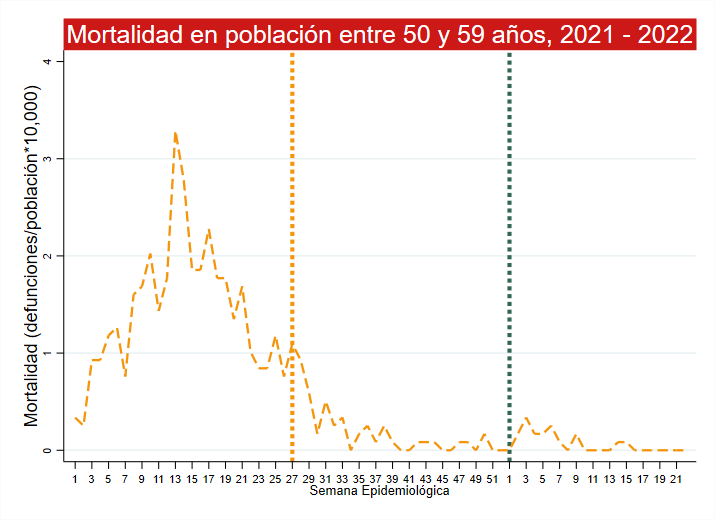 Mortalidad en población entre 50 y 59 años, 2021 - 2022
Mortalidad (defunciones/población*10,000)
4
3
2
1
0
1 3 5 7 9 11 13 15 17 19 21 23 25 27 29 31 33 35 37 39 41 43 45 47 49 51 1 3 5 7 9 11 13 15 17 19 21
Semana Epidemiológica